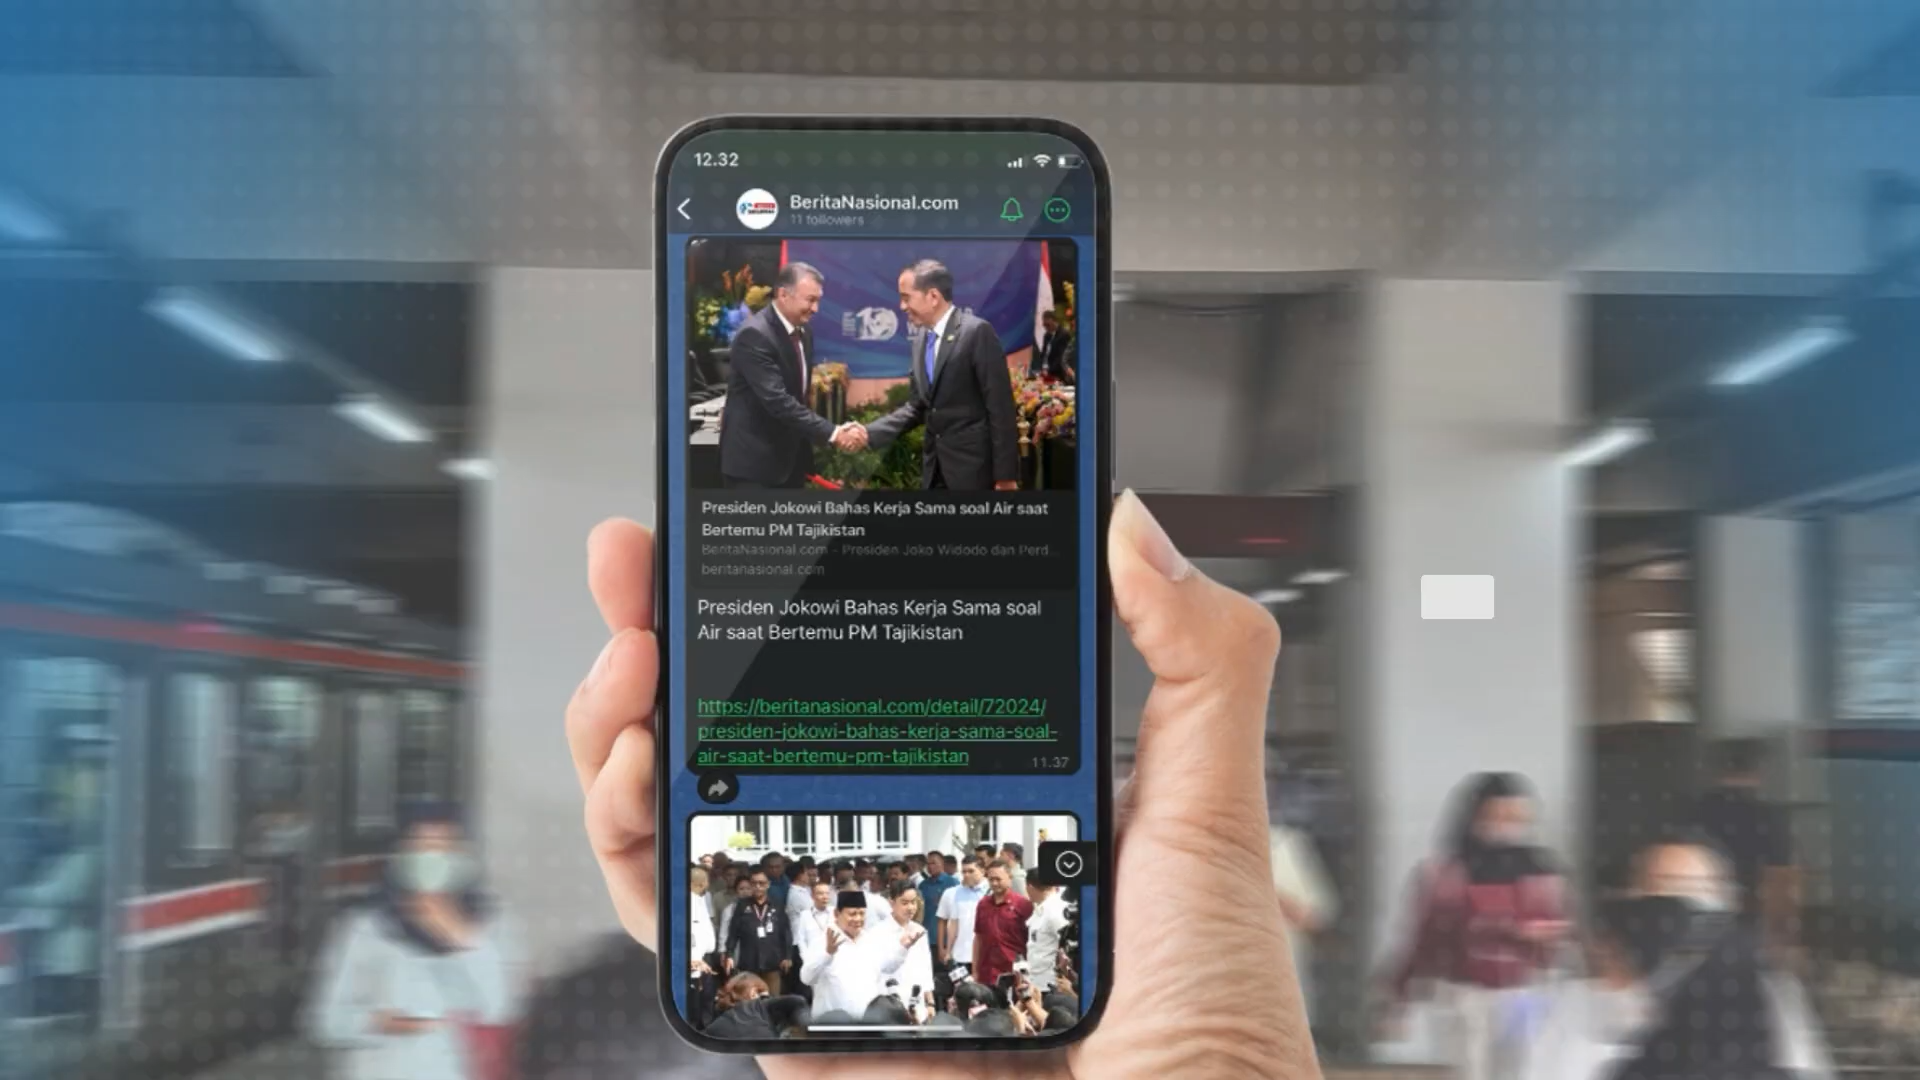 12.32
BeritaNasional.com
11 followers
10
Presiden Jokowi Bahas Kerja Sama soal Air saat
Bertemu PM Tajikistan
BeritaNasional.com - Presiden Joko Widodo dan Perd...
beritanasional.com
Presiden Jokowi Bahas Kerja Sama soal
Air saat Bertemu PM Tajikistan
https://beritanasional.com/detail/72024/
presiden-jokowi-bahas-kerja-sama-soal-
air-saat-bertemu-pm-tajikistan
11.37